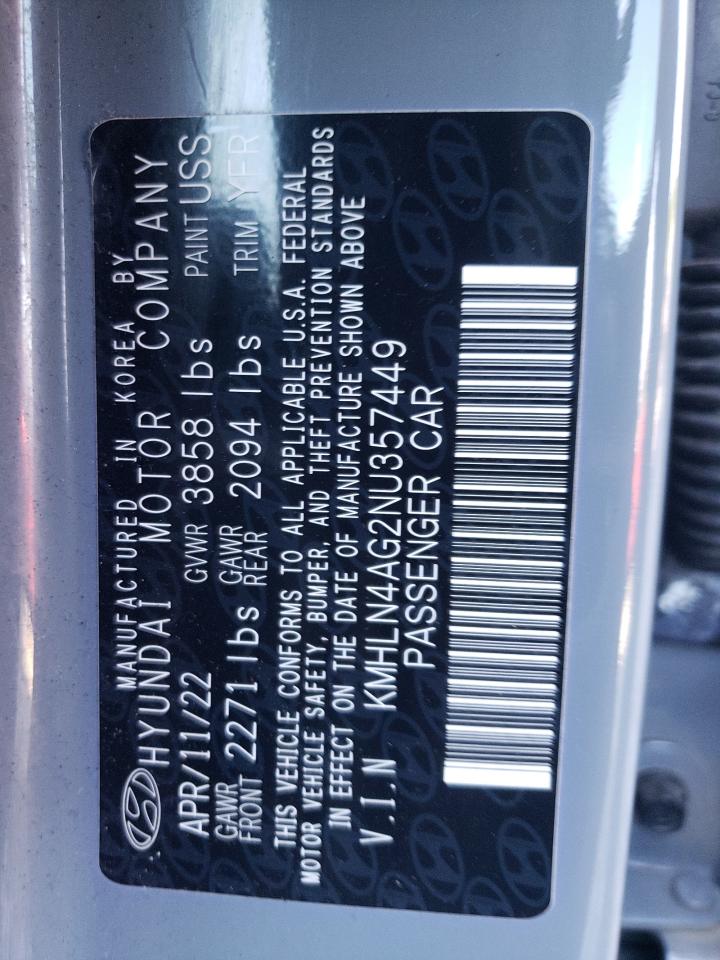 MANUFACTURED IN KOREA BY
HYUNDAI MOTOR COMPANY
APR/11/22 GVWR 3858 lbs PAINT USS
GAWR FRONT 2271 lbs GAWR REAR 2094 lbs TRIM YFR
THIS VEHICLE CONFORMS TO ALL APPLICABLE U.S.A. FEDERAL
MOTOR VEHICLE SAFETY, BUMPER, AND THEFT PREVENTION STANDARDS
IN EFFECT ON THE DATE OF MANUFACTURE SHOWN ABOVE
V.I.N KMHLN4AG2NU357449
PASSENGER CAR